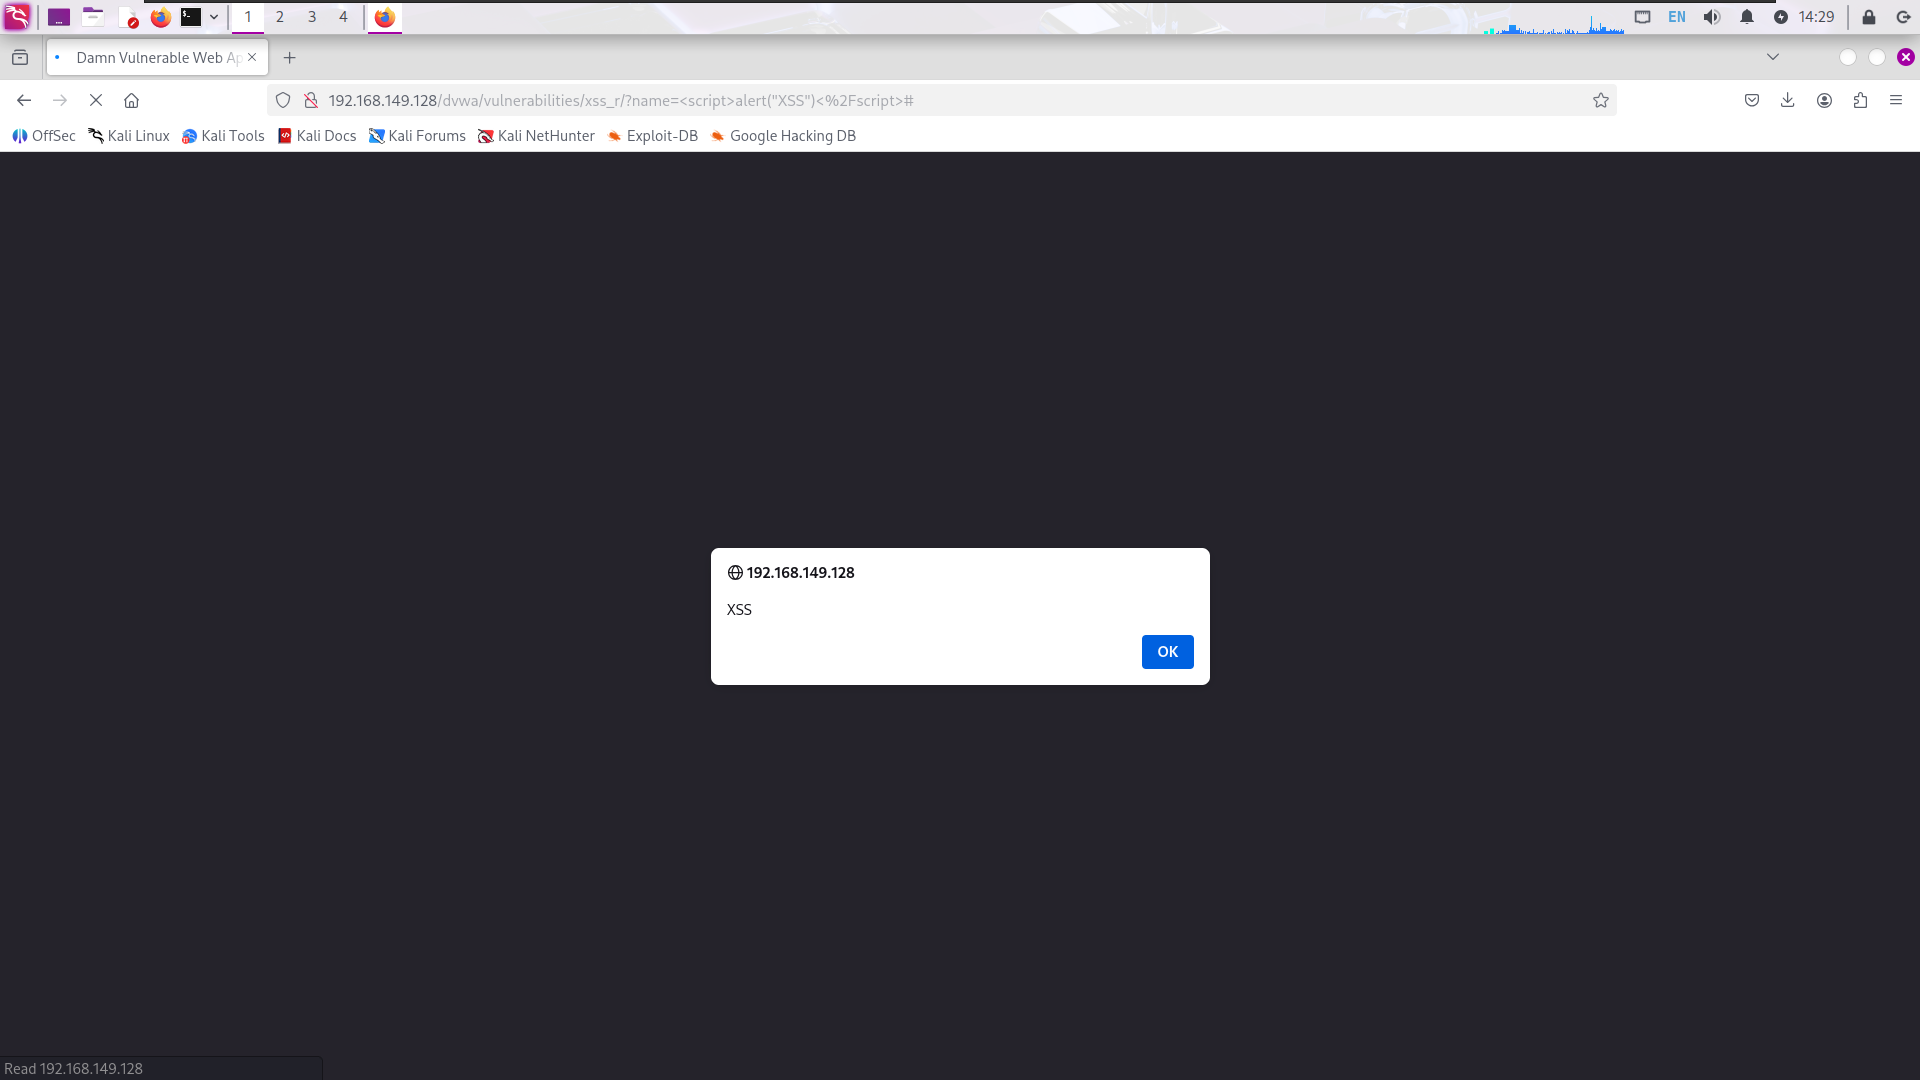 1 2 3 4 EN 14:29
Damn Vulnerable Web Ap
192.168.149.128/dvwa/vulnerabilities/xss_r/?name=<script>alert("XSS")<%2Fscript>#
OffSec Kali Linux Kali Tools Kali Docs Kali Forums Kali NetHunter Exploit-DB Google Hacking DB
192.168.149.128
XSS
OK
Read 192.168.149.128